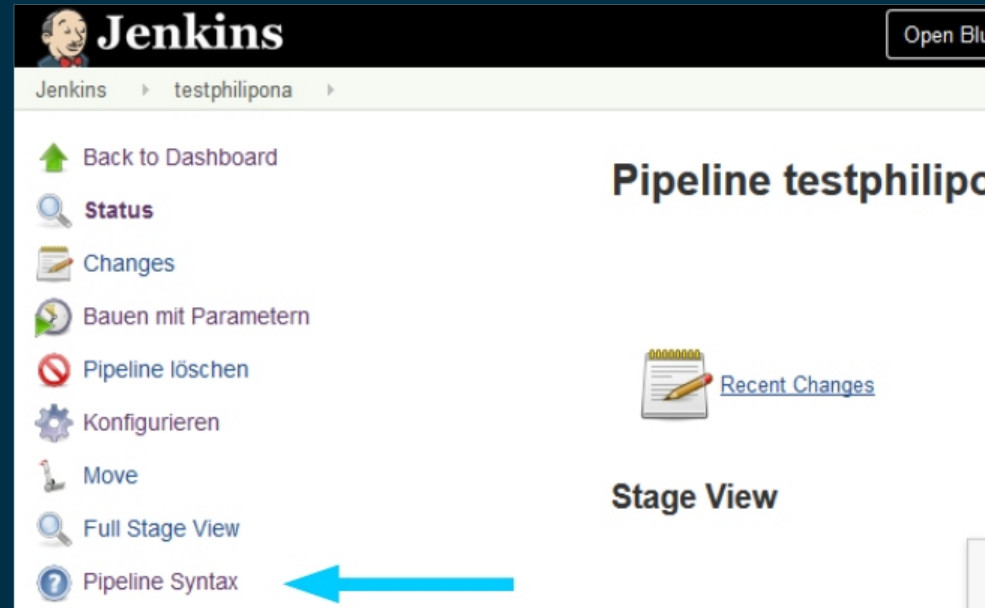 Jenkins
Open Blu
Jenkins testphilipona
Back to Dashboard
Status
Changes
Bauen mit Parametern
Pipeline löschen
Konfigurieren
Move
Full Stage View
Pipeline Syntax
Pipeline testphilipo
Recent Changes
Stage View